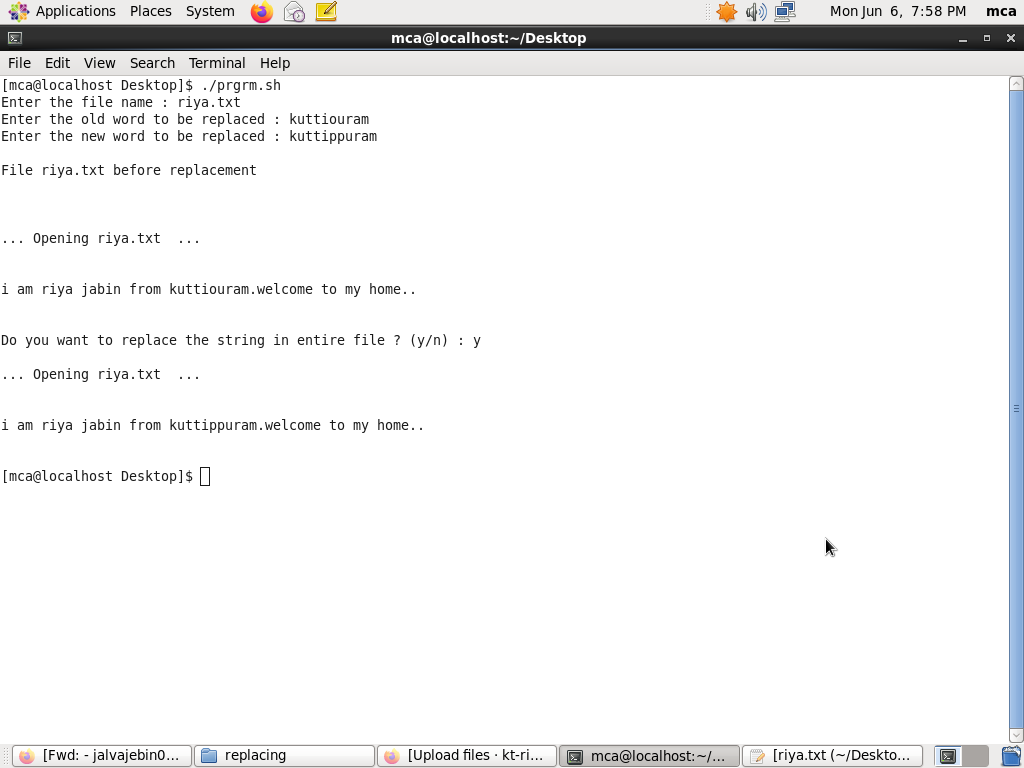 Applications Places System Mon Jun 6, 7:58 PM mca
mca@localhost:~/Desktop
File Edit View Search Terminal Help
[mca@localhost Desktop]$ ./prgrm.sh
Enter the file name : riya.txt
Enter the old word to be replaced : kuttiouram
Enter the new word to be replaced : kuttippuram
File riya.txt before replacement
... Opening riya.txt  ...
i am riya jabin from kuttiouram.welcome to my home..
Do you want to replace the string in entire file ? (y/n) : y
... Opening riya.txt  ...
i am riya jabin from kuttippuram.welcome to my home..
[mca@localhost Desktop]$
[Fwd: - jalvajebin0... replacing [Upload files · kt-ri... mca@localhost:~/... [riya.txt (~/Deskto...